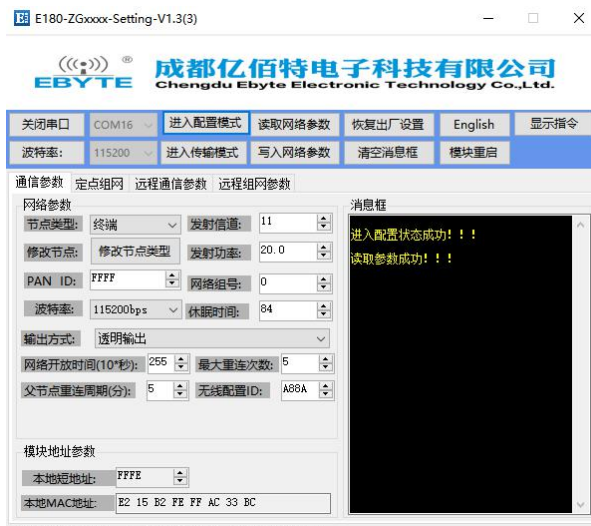 E180-ZGxxxx-Setting-V1.3(3)
EBYTE ® 成都亿佰特电子科技有限公司
Chengdu Ebyte Electronic Technology Co.,Ltd.
关闭串口 COM16 进入配置模式 读取网络参数 恢复出厂设置 English 显示指令
波特率: 115200 进入传输模式 写入网络参数 清空消息框 模块重启
通信参数 定点组网 远程通信参数 远程组网参数
网络参数
节点类型: 终端 发射信道: 11
修改节点: 修改节点类型 发射功率: 20.0
PAN ID: FFFF 网络组号: 0
波特率: 115200bps 休眠时间: 84
输出方式: 透明输出
网络开放时间(10*秒): 255 最大重连次数: 5
父节点重连周期(分): 5 无线配置ID: A88A
模块地址参数
本地短地址: FFFE
本地MAC地址: E2 15 B2 FE FF AC 33 BC
消息框
进入配置状态成功!!!
读取参数成功!!!